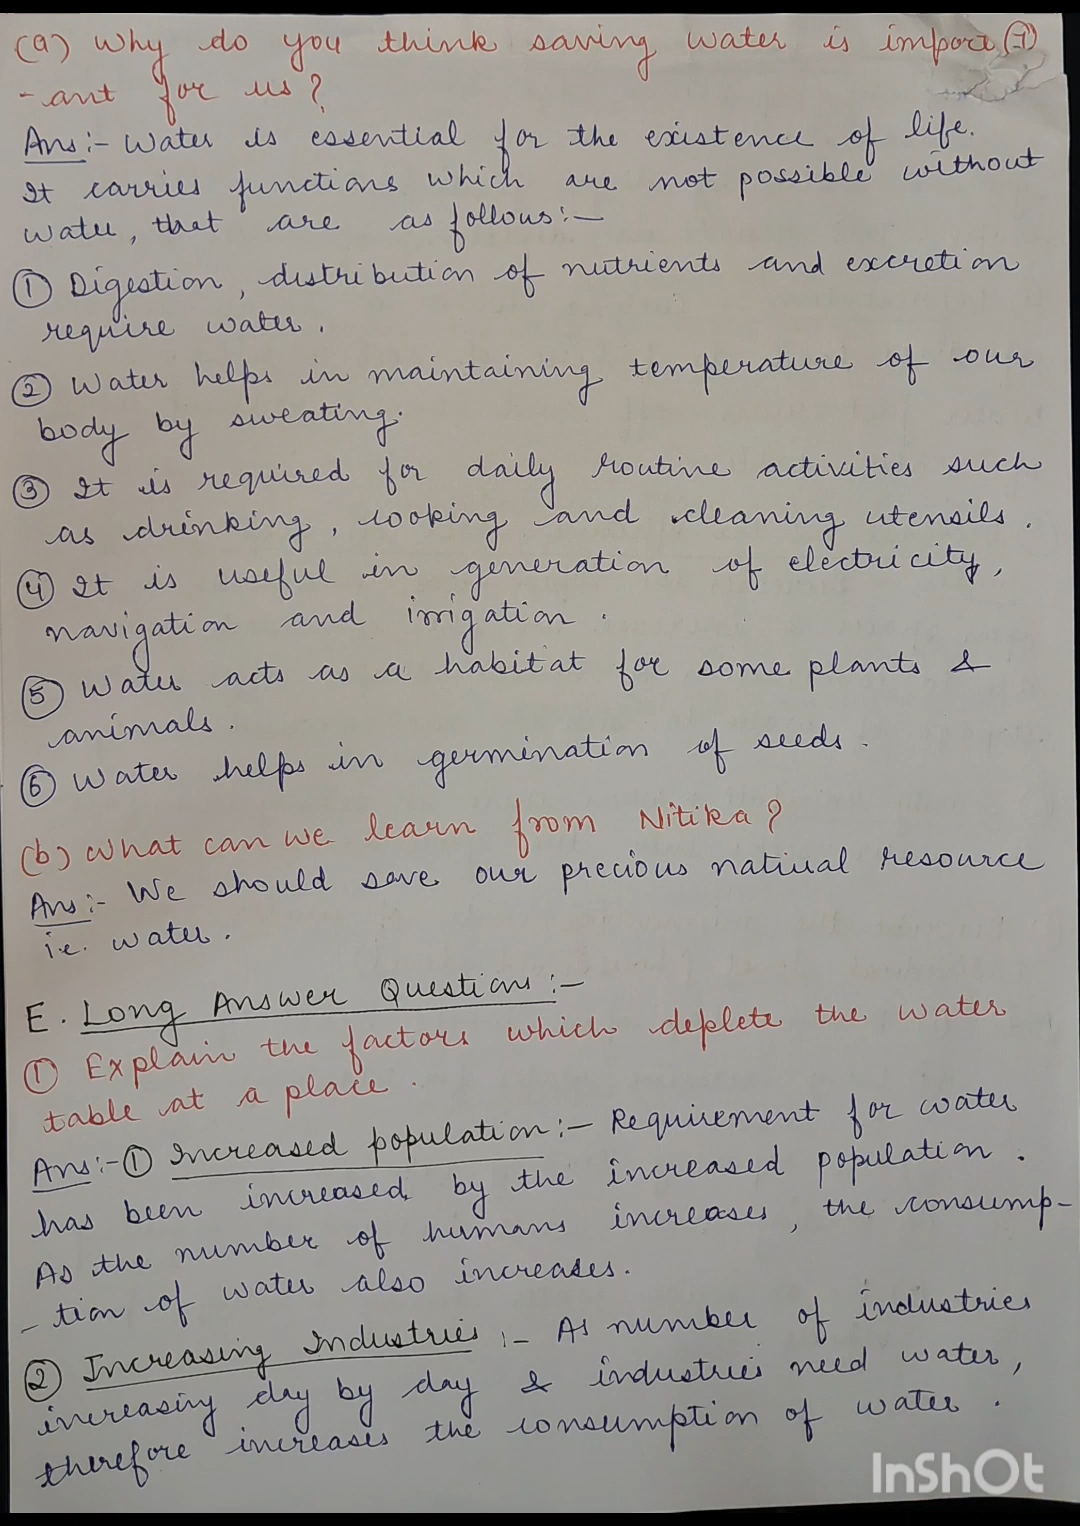 (a) Why do you think saving water is import (7)
- ant for us?
Ans:- Water is essential for the existence of life.
It carries functions which are not possible without
water, that are as follows:-
① Digestion, distribution of nutrients and excretion
require water.
② Water helps in maintaining temperature of our
body by sweating.
③ It is required for daily routine activities such
as drinking, cooking and cleaning utensils.
④ It is useful in generation of electricity,
navigation and irrigation.
⑤ Water acts as a habitat for some plants &
animals.
⑥ Water helps in germination of seeds.
(b) What can we learn from Nitika?
Ans:- We should save our precious natural resource
i.e. water.
E. Long Answer Questions:-
① Explain the factors which deplete the water
table at a place.
Ans:- ① Increased population:- Requirement for water
has been increased by the increased population.
As the number of humans increases, the consump-
- tion of water also increases.
② Increasing Industries :- As number of industries
increasing day by day & industries need water,
therefore increases the consumption of water.
InShOt